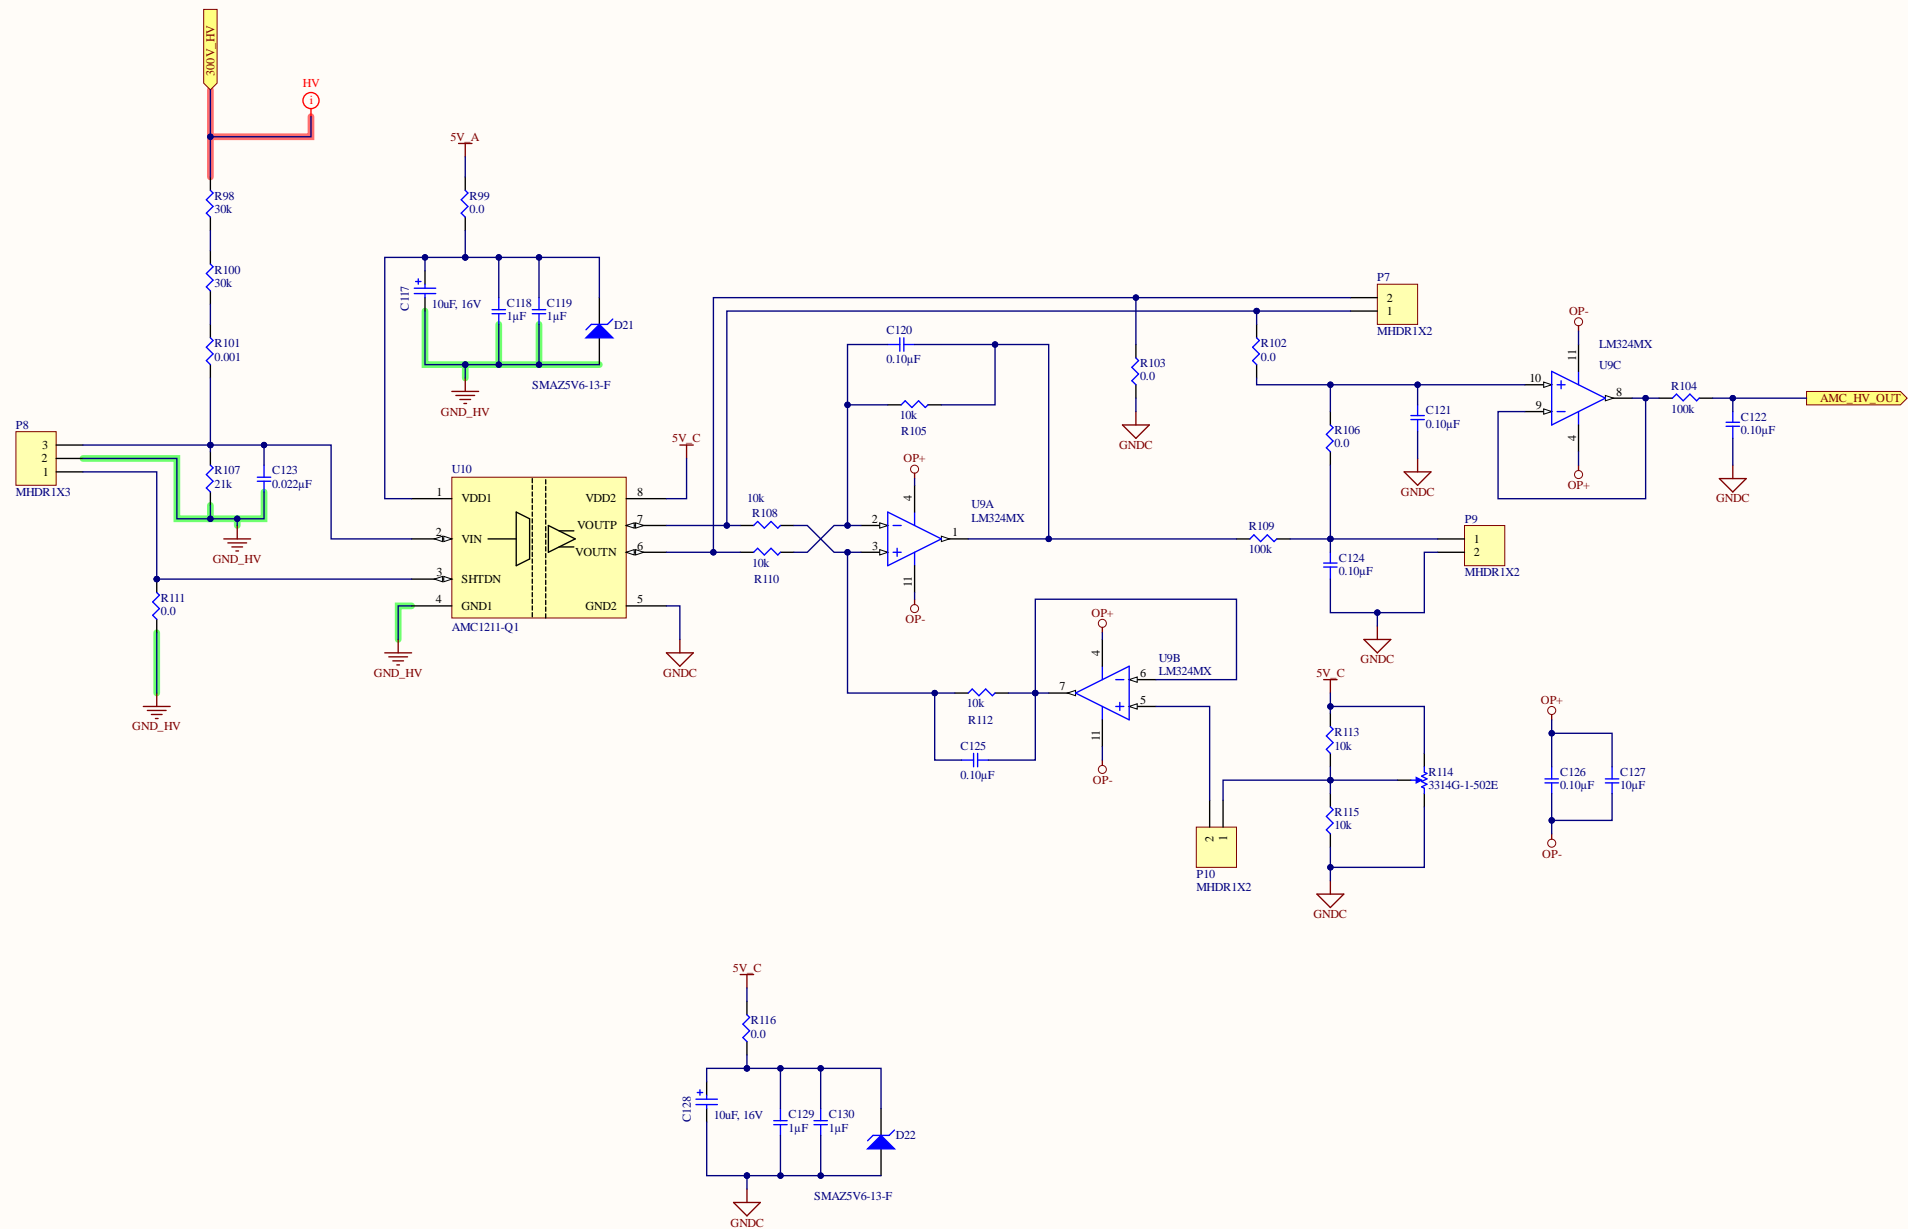 300V_HV
HV
i
R98
30k
R100
30k
R101
0.001
P8
3
2
1
MHDR1X3
R107
21k
C123
0.022µF
GND_HV
R111
0.0
GND_HV
5V_A
R99
0.0
C117
+
10uF, 16V
C118
1µF
C119
1µF
D21
SMAZ5V6-13-F
GND_HV
U10
1
VDD1
2
VIN
3
SHTDN
4
GND1
VDD2
8
VOUTP
7
VOUTN
6
GND2
5
AMC1211-Q1
GND_HV
5V_C
GNDC
10k
R108
10k
R110
C120
0.10µF
10k
R105
OP+
4
U9A
LM324MX
2
3
1
11
OP-
R103
0.0
GNDC
P7
2
1
MHDR1X2
R102
0.0
R106
0.0
C121
0.10µF
GNDC
OP-
11
LM324MX
U9C
10
9
8
4
OP+
R104
100k
AMC_HV_OUT
C122
0.10µF
GNDC
R109
100k
C124
0.10µF
P9
1
2
MHDR1X2
GNDC
OP+
4
U9B
LM324MX
6
5
7
11
OP-
10k
R112
C125
0.10µF
5V_C
R113
10k
R114
3314G-1-502E
R115
10k
GNDC
2
1
P10
MHDR1X2
OP+
C126
0.10µF
C127
10µF
OP-
5V_C
R116
0.0
C128
+
10uF, 16V
C129
1µF
C130
1µF
D22
SMAZ5V6-13-F
GNDC